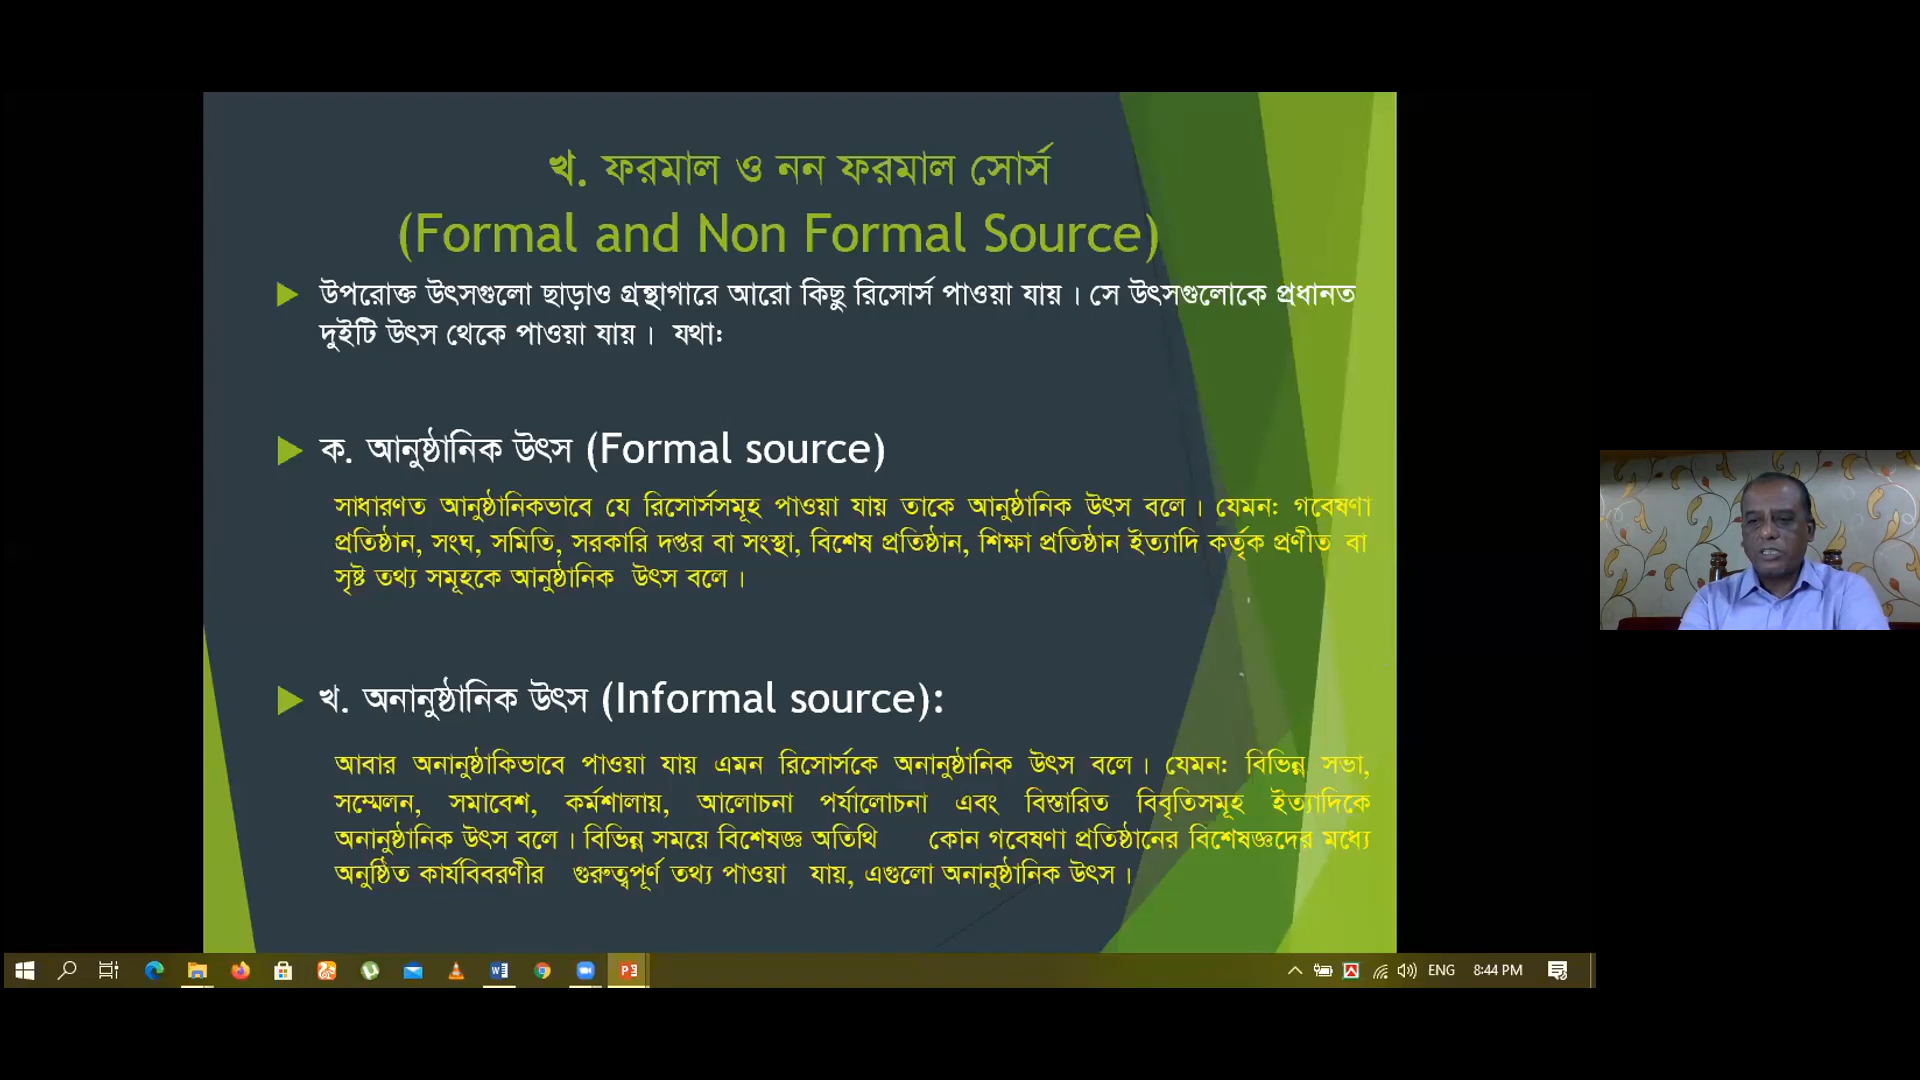 খ. ফরমাল ও নন ফরমাল সোর্স
(Formal and Non Formal Source)
উপরোক্ত উৎসগুলো ছাড়াও গ্রন্থাগারে আরো কিছু রিসোর্স পাওয়া যায়। সে উৎসগুলোকে প্রধানত
দুইটি উৎস থেকে পাওয়া যায়। যথাঃ
ক. আনুষ্ঠানিক উৎস (Formal source)
সাধারণত আনুষ্ঠানিকভাবে যে রিসোর্সসমূহ পাওয়া যায় তাকে আনুষ্ঠানিক উৎস বলে। যেমন: গবেষণা
প্রতিষ্ঠান, সংঘ, সমিতি, সরকারি দপ্তর বা সংস্থা, বিশেষ প্রতিষ্ঠান, শিক্ষা প্রতিষ্ঠান ইত্যাদি কর্তৃক প্রণীত বা
সৃষ্ট তথ্য সমূহকে আনুষ্ঠানিক উৎস বলে।
খ. অনানুষ্ঠানিক উৎস (Informal source):
আবার অনানুষ্ঠাকিভাবে পাওয়া যায় এমন রিসোর্সকে অনানুষ্ঠানিক উৎস বলে। যেমন: বিভিন্ন সভা,
সম্মেলন, সমাবেশ, কর্মশালায়, আলোচনা পর্যালোচনা এবং বিস্তারিত বিবৃতিসমূহ ইত্যাদিকে
অনানুষ্ঠানিক উৎস বলে। বিভিন্ন সময়ে বিশেষজ্ঞ অতিথি কোন গবেষণা প্রতিষ্ঠানের বিশেষজ্ঞদের মধ্যে
অনুষ্ঠিত কার্যবিবরণীর গুরুত্বপূর্ণ তথ্য পাওয়া যায়, এগুলো অনানুষ্ঠানিক উৎস।
ENG 8:44 PM